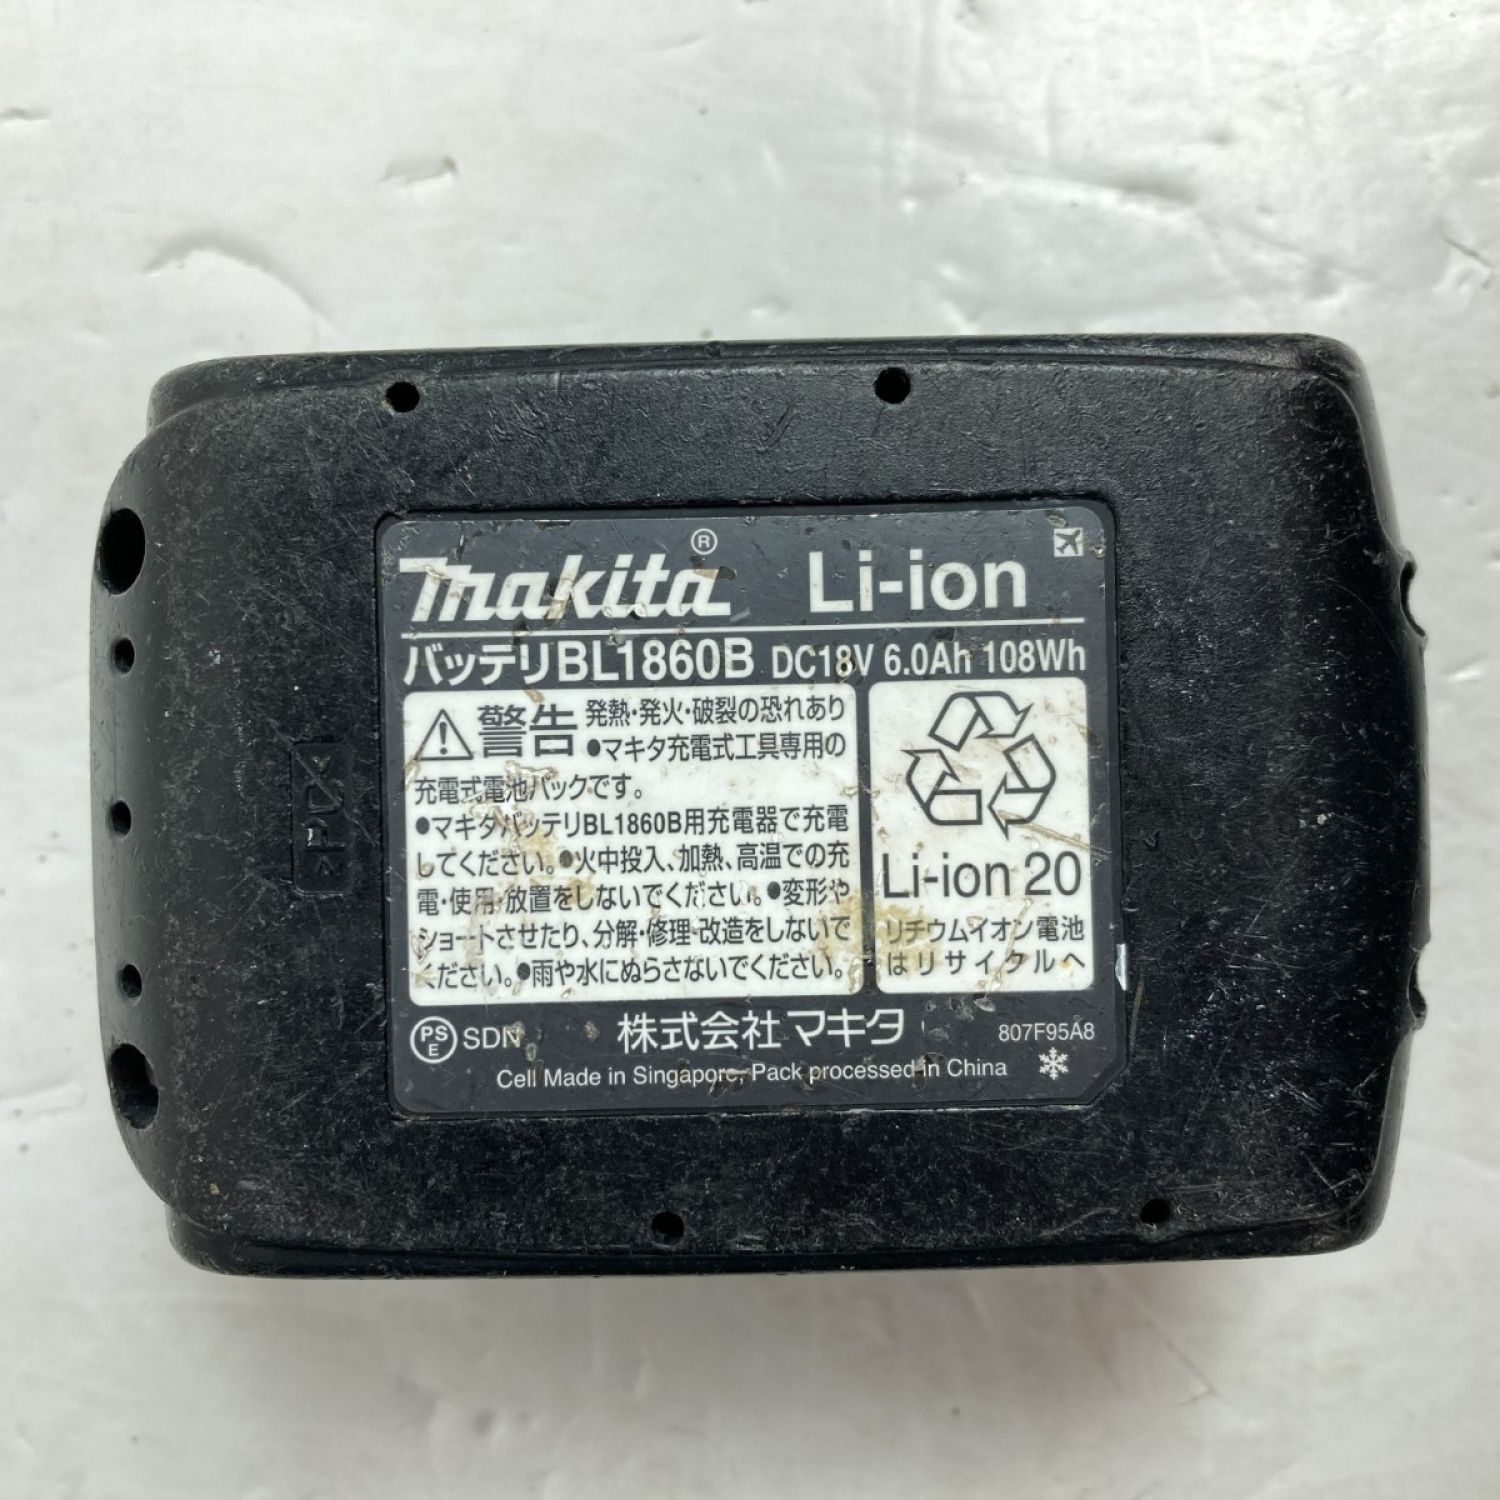 makita® Li-ion
バッテリBL1860B DC18V 6.0Ah 108Wh
警告 発熱・発火・破裂の恐れあり
●マキタ充電式工具専用の
充電式電池パックです。
●マキタバッテリBL1860B用充電器で充電
してください。●火中投入、加熱、高温での充
電・使用・放置をしないでください。●変形や
ショートさせたり、分解・修理・改造をしないで
ください。●雨や水にぬらさないでください。
Li-ion 20
リチウムイオン電池
はリサイクルへ
PSE SDN 株式会社マキタ 807F95A8
Cell Made in Singapore, Pack processed in China
>PC<